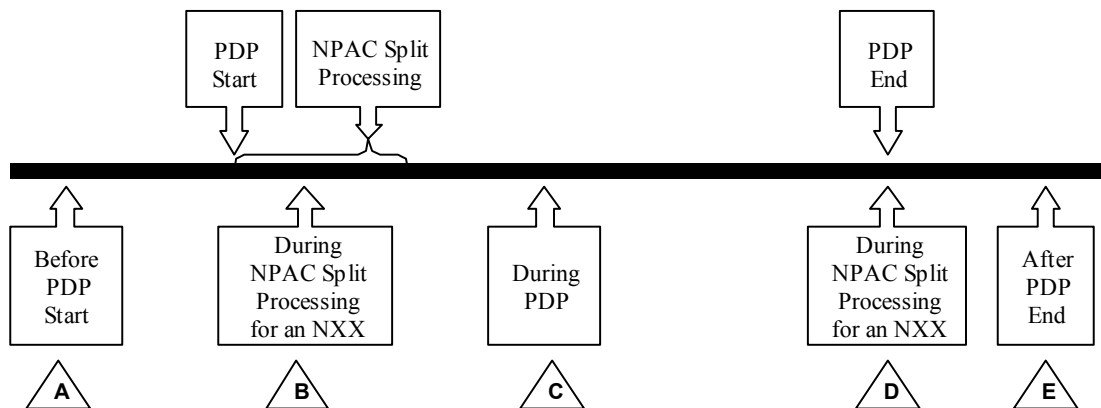 PDP
Start
NPAC Split
Processing
PDP
End
Before
PDP
Start
During
NPAC Split
Processing
for an NXX
During
PDP
During
NPAC Split
Processing
for an NXX
After
PDP
End
A
B
C
D
E